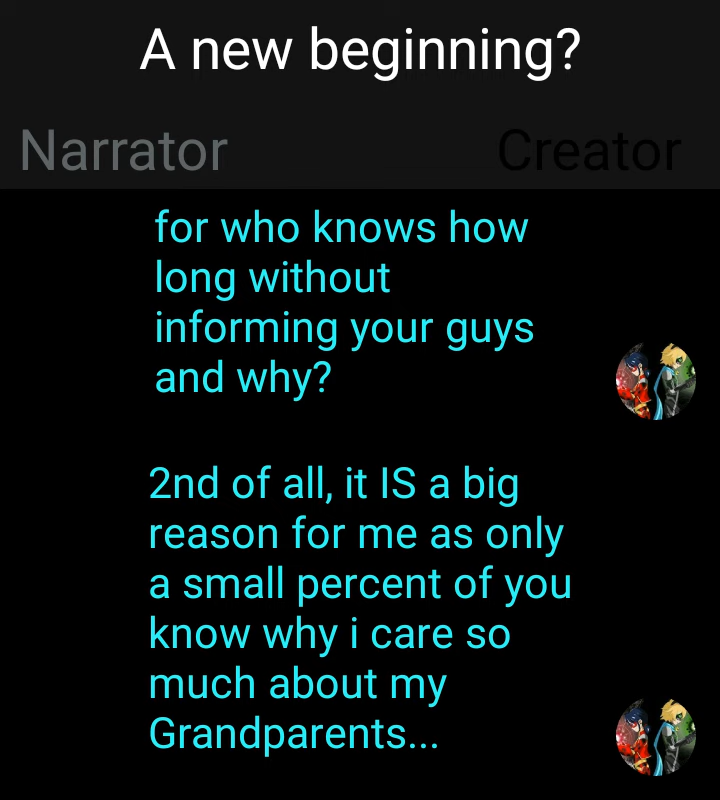 A new beginning?
Narrator
Creator
for who knows how
long without
informing your guys
and why?
2nd of all, it IS a big
reason for me as only
a small percent of you
know why i care so
much about my
Grandparents...